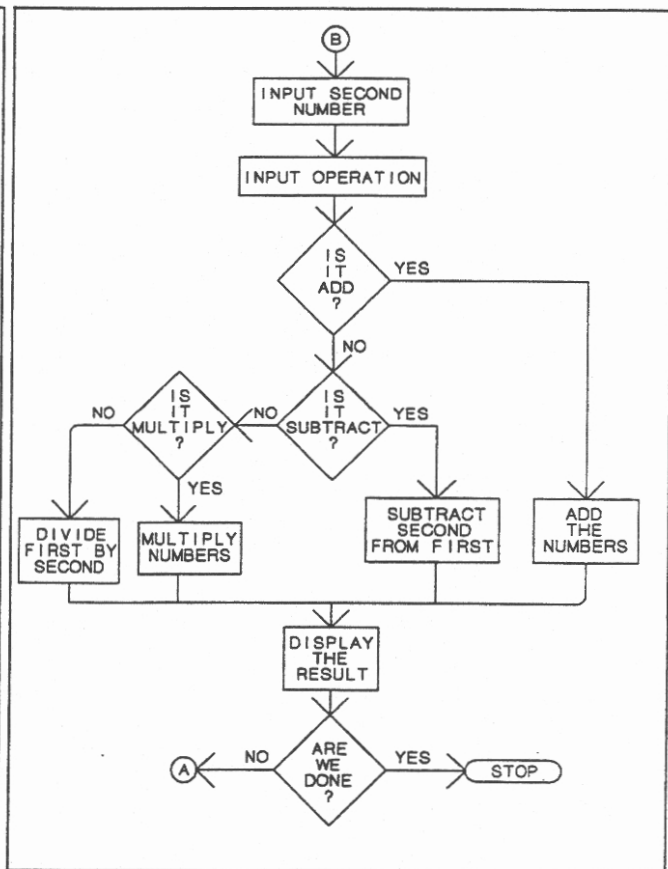 B
INPUT SECOND
NUMBER
INPUT OPERATION
IS
IT
ADD
?
YES
NO
IS
IT
SUBTRACT
?
YES
NO
IS
IT
MULTIPLY
?
NO
YES
DIVIDE
FIRST BY
SECOND
MULTIPLY
NUMBERS
SUBTRACT
SECOND
FROM FIRST
ADD
THE
NUMBERS
DISPLAY
THE
RESULT
ARE
WE
DONE
?
NO
A
YES
STOP